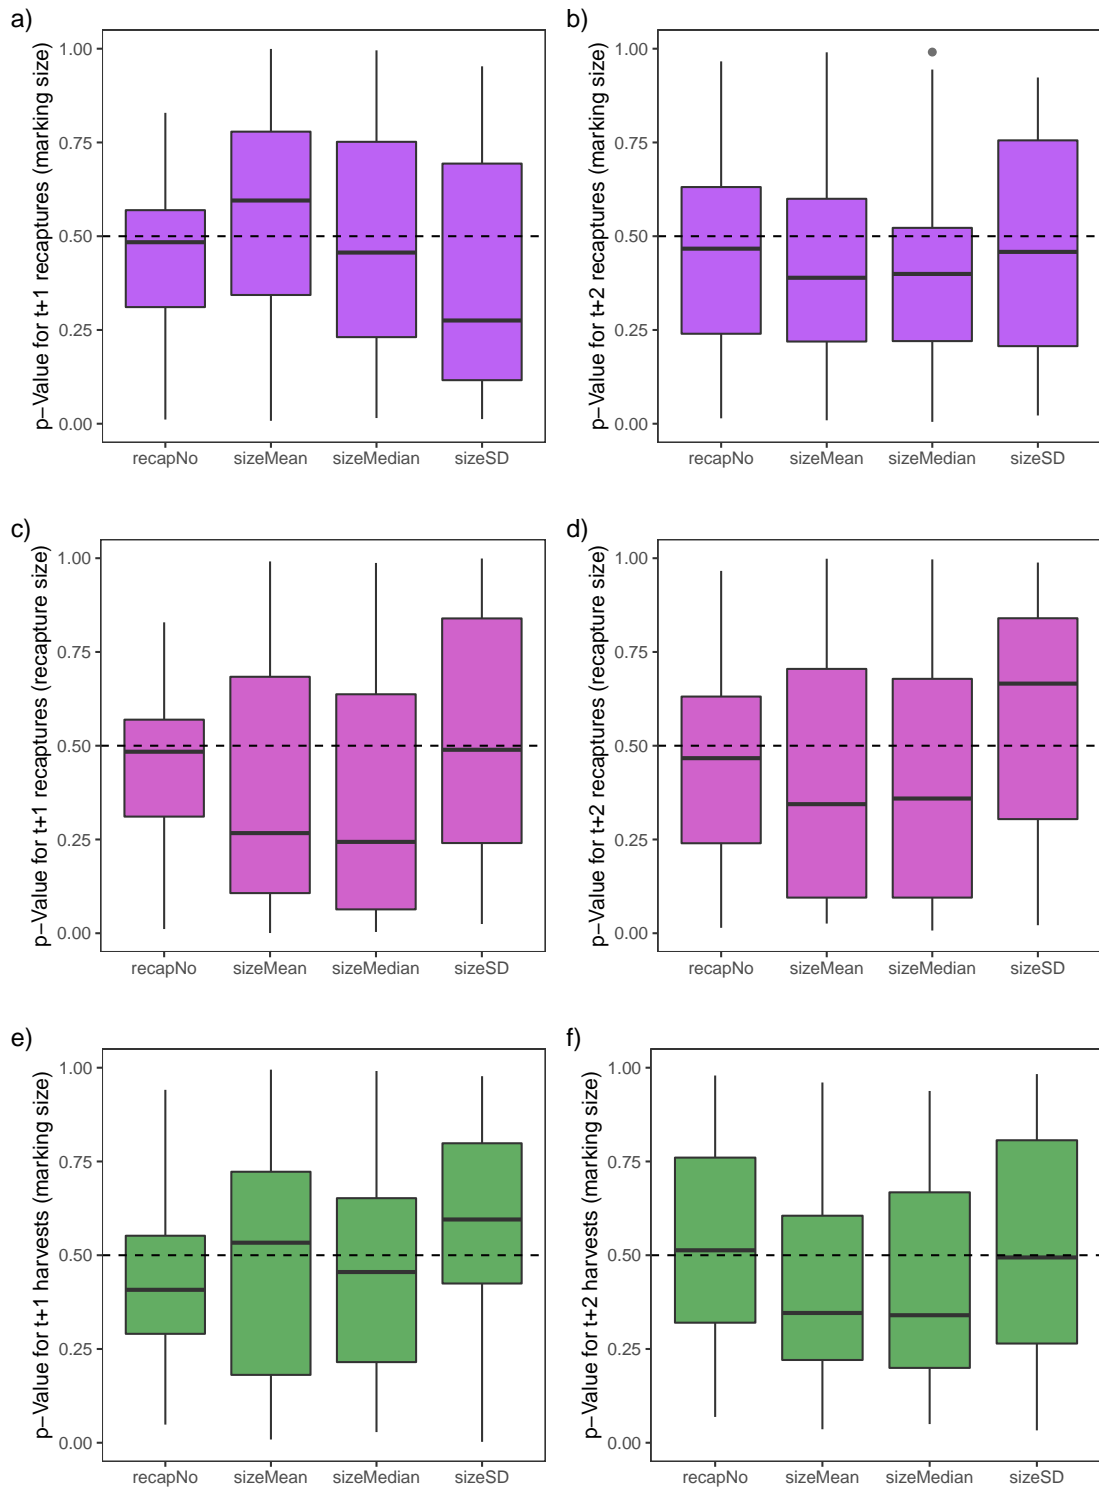 a)
p−Value for t+1 recaptures (marking size)
1.00
0.75
0.50
0.25
0.00
recapNo sizeMean sizeMedian sizeSD
b)
p−Value for t+2 recaptures (marking size)
1.00
0.75
0.50
0.25
0.00
recapNo sizeMean sizeMedian sizeSD
c)
p−Value for t+1 recaptures (recapture size)
1.00
0.75
0.50
0.25
0.00
recapNo sizeMean sizeMedian sizeSD
d)
p−Value for t+2 recaptures (recapture size)
1.00
0.75
0.50
0.25
0.00
recapNo sizeMean sizeMedian sizeSD
e)
p−Value for t+1 harvests (marking size)
1.00
0.75
0.50
0.25
0.00
recapNo sizeMean sizeMedian sizeSD
f)
p−Value for t+2 harvests (marking size)
1.00
0.75
0.50
0.25
0.00
recapNo sizeMean sizeMedian sizeSD